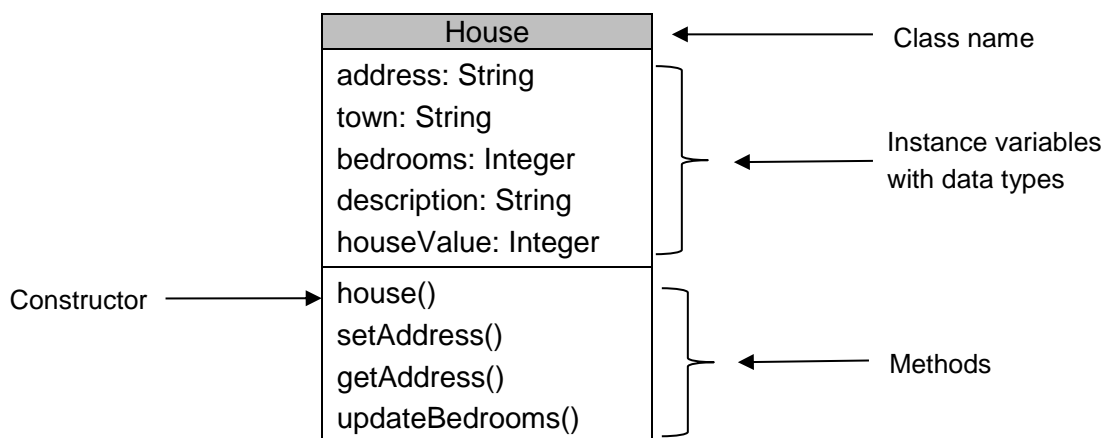 House
Class name
address: String
town: String
bedrooms: Integer
description: String
houseValue: Integer
Instance variables
with data types
Constructor
house()
setAddress()
getAddress()
updateBedrooms()
Methods